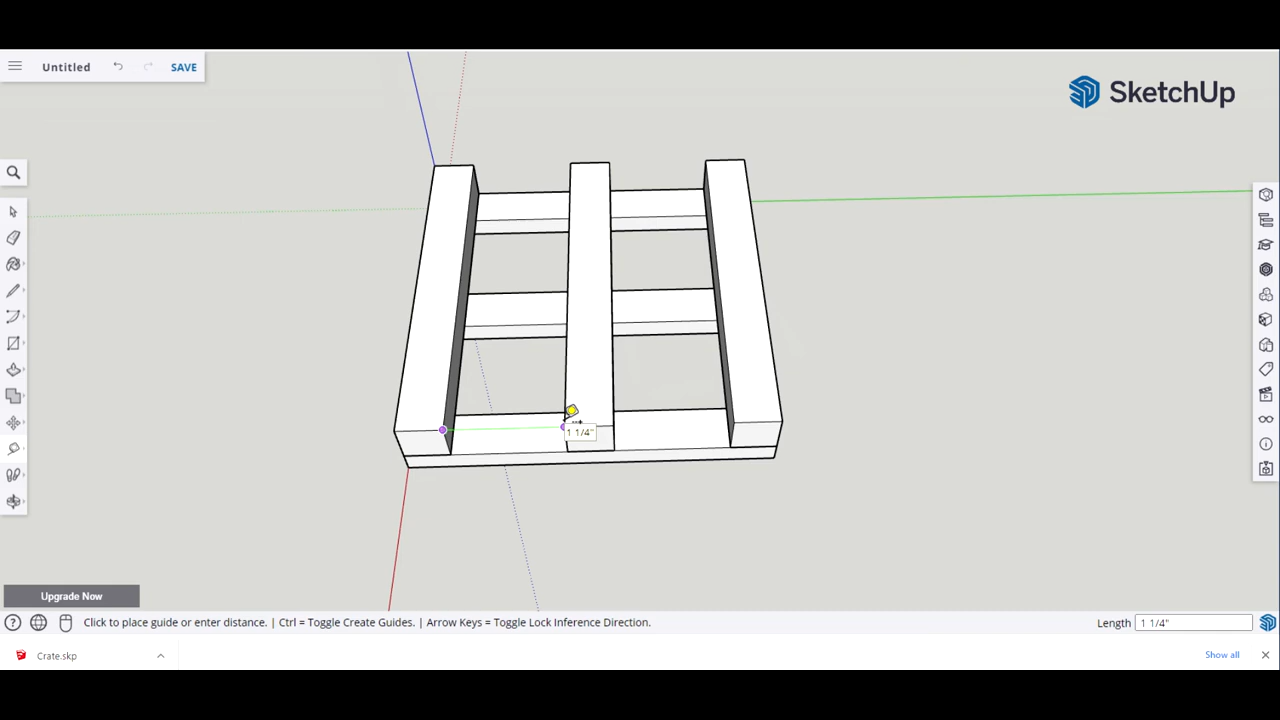 Untitled
SAVE
SketchUp
1 1/4"
Upgrade Now
Click to place guide or enter distance. | Ctrl = Toggle Create Guides. | Arrow Keys = Toggle Lock Inference Direction.
Length 1 1/4"
Crate.skp
Show all